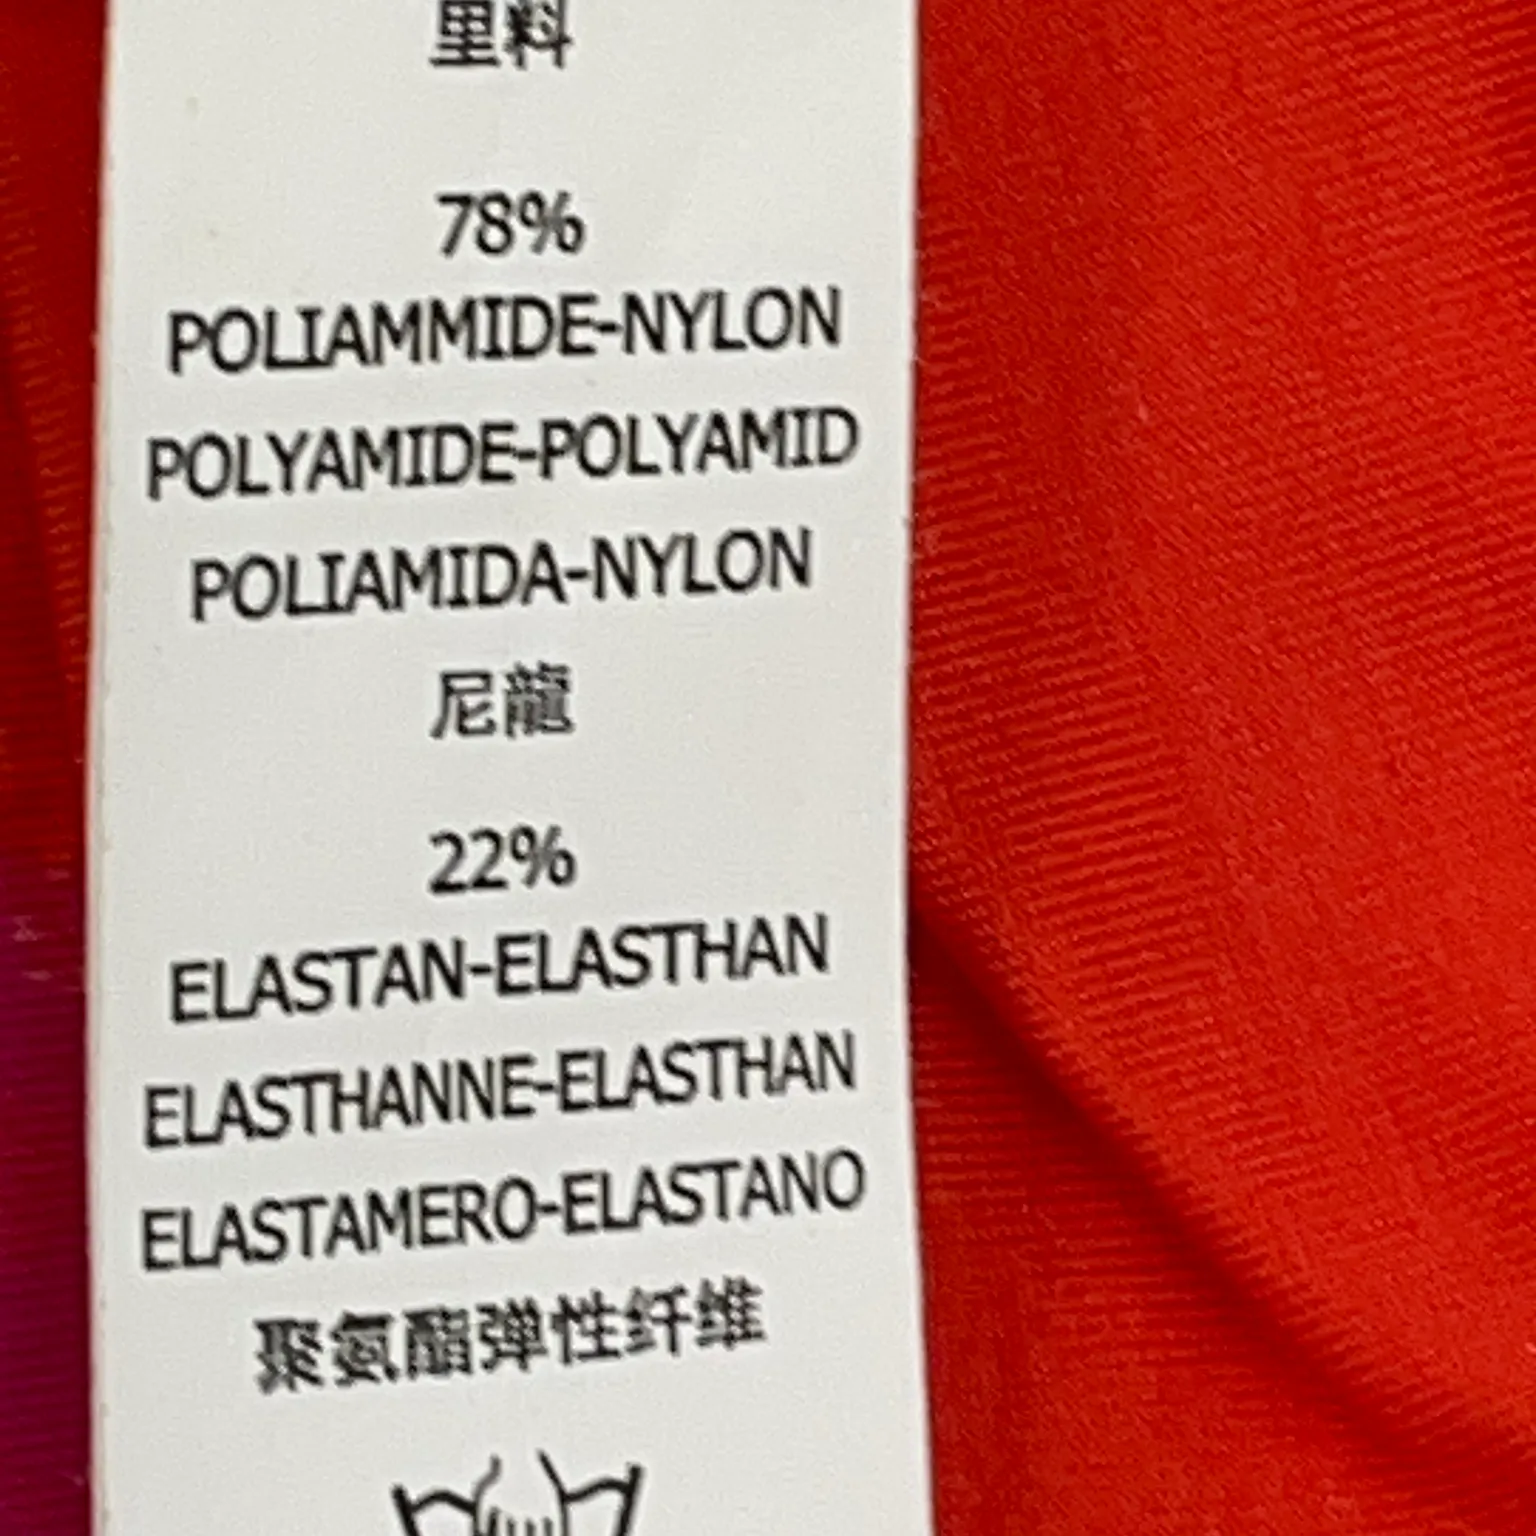 里料
78%
POLIAMMIDE-NYLON
POLYAMIDE-POLYAMID
POLIAMIDA-NYLON
尼龍
22%
ELASTAN-ELASTHAN
ELASTHANNE-ELASTHAN
ELASTAMERO-ELASTANO
聚氨酯弹性纤维